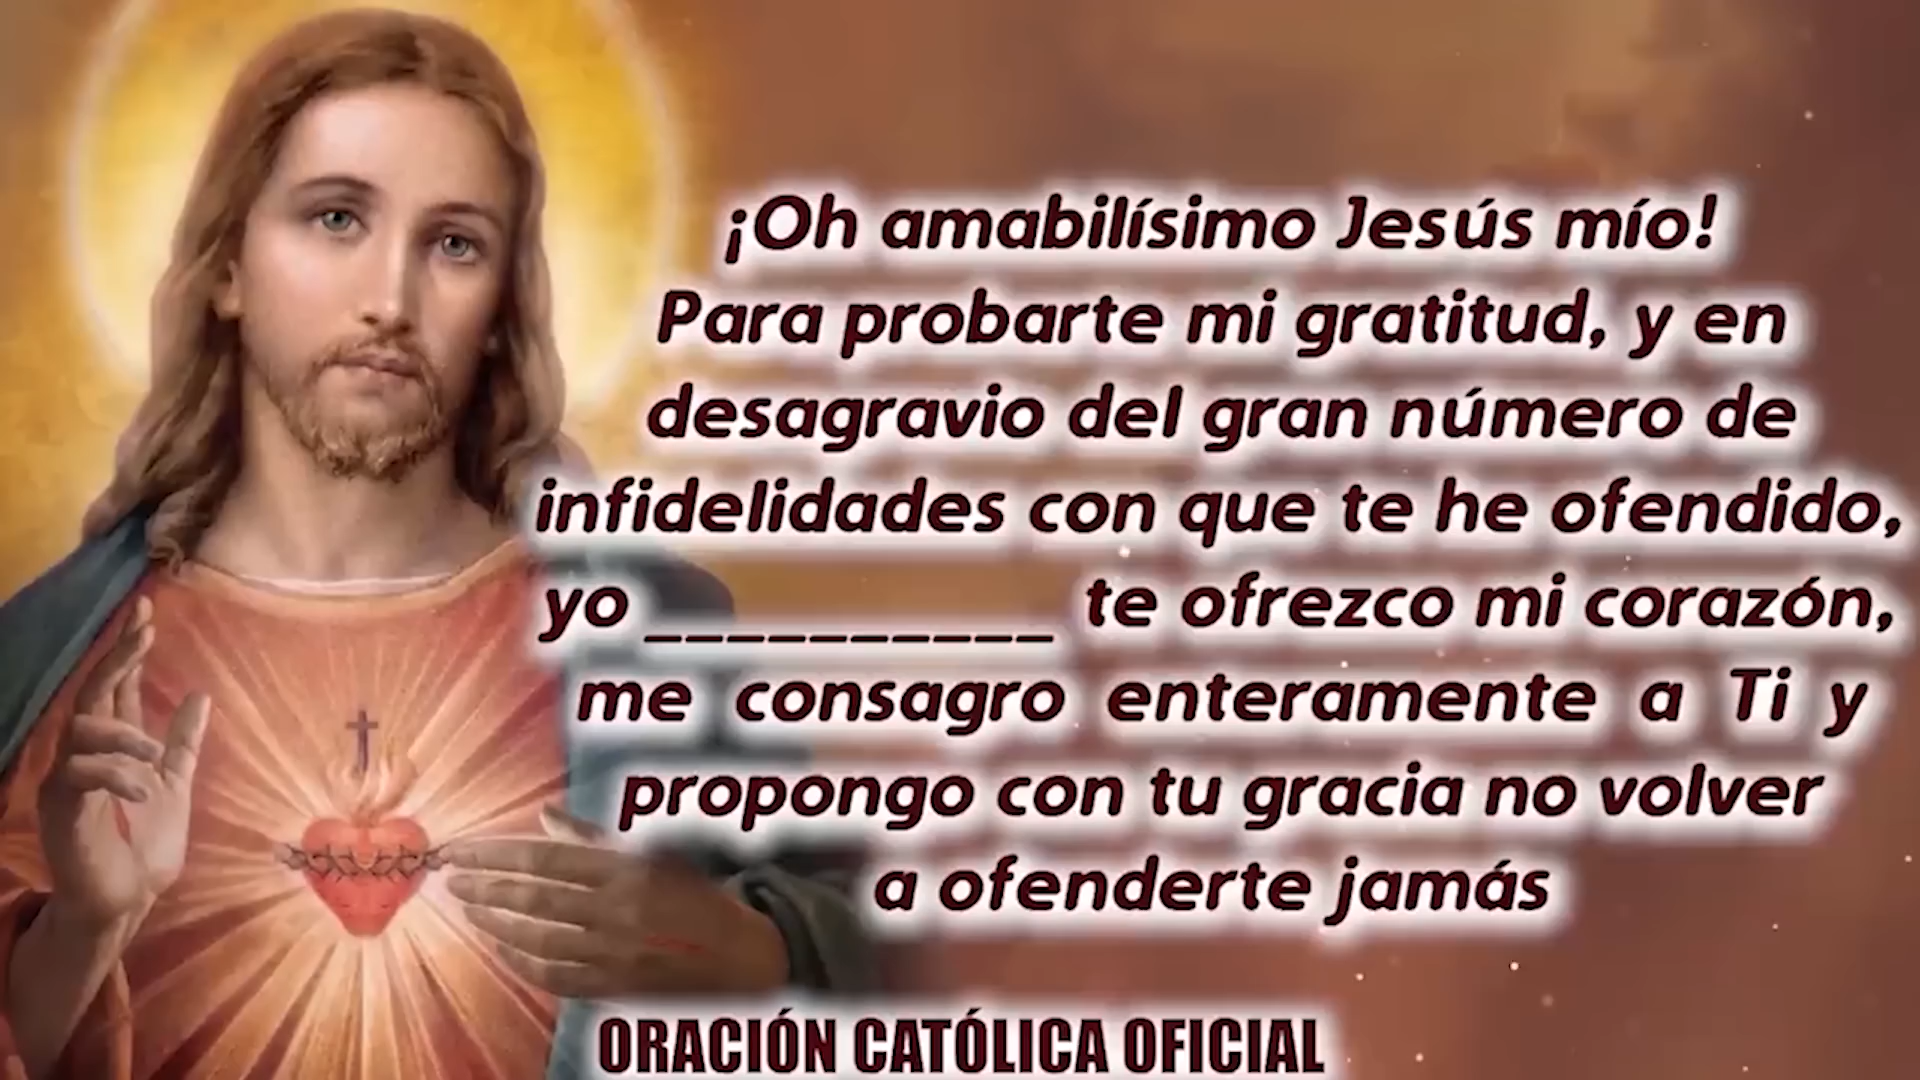 ¡Oh amabilísimo Jesús mío!
Para probarte mi gratitud, y en
desagravio del gran número de
infidelidades con que te he ofendido,
yo __________ te ofrezco mi corazón,
me consagro enteramente a Ti y
propongo con tu gracia no volver
a ofenderte jamás
ORACIÓN CATÓLICA OFICIAL